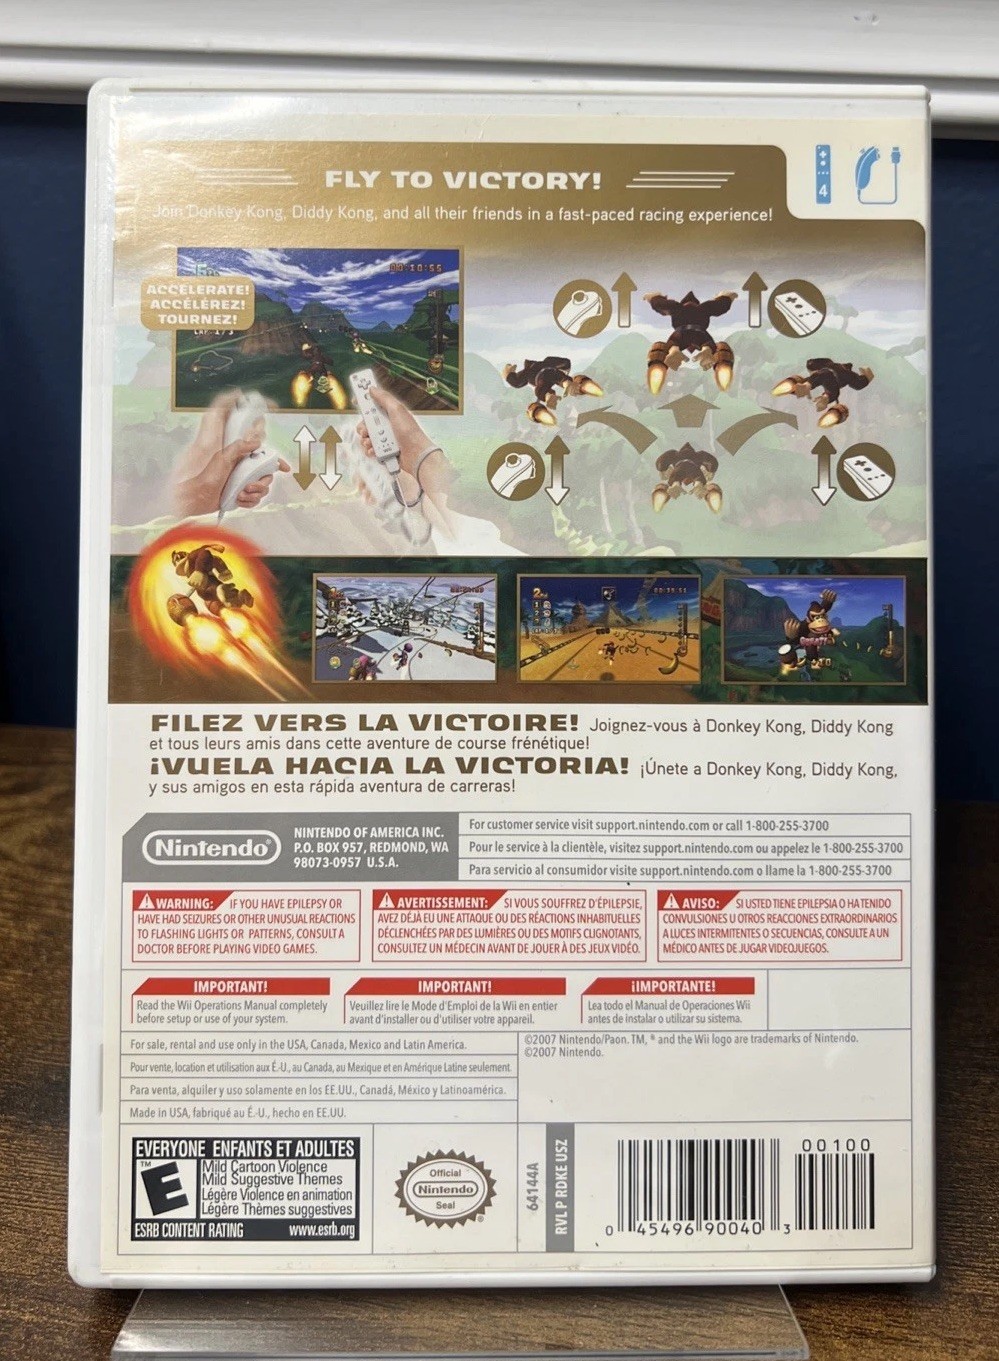 FLY TO VICTORY!
Join Donkey Kong, Diddy Kong, and all their friends in a fast-paced racing experience!
4
00:10:55
ACCELERATE!
ACCÉLÉREZ!
TOURNEZ!
LAP 1/3
FILEZ VERS LA VICTOIRE! Joignez-vous à Donkey Kong, Diddy Kong
et tous leurs amis dans cette aventure de course frénétique!
¡VUELA HACIA LA VICTORIA! ¡Únete a Donkey Kong, Diddy Kong,
y sus amigos en esta rápida aventura de carreras!
Nintendo
NINTENDO OF AMERICA INC.
P.O. BOX 957, REDMOND, WA
98073-0957 U.S.A.
For customer service visit support.nintendo.com or call 1-800-255-3700
Pour le service à la clientèle, visitez support.nintendo.com ou appelez le 1-800-255-3700
Para servicio al consumidor visite support.nintendo.com o llame la 1-800-255-3700
WARNING: IF YOU HAVE EPILEPSY OR
HAVE HAD SEIZURES OR OTHER UNUSUAL REACTIONS
TO FLASHING LIGHTS OR PATTERNS, CONSULT A
DOCTOR BEFORE PLAYING VIDEO GAMES.
AVERTISSEMENT: SI VOUS SOUFFREZ D'ÉPILEPSIE,
AVEZ DÉJÀ EU UNE ATTAQUE OU DES RÉACTIONS INHABITUELLES
DÉCLENCHÉES PAR DES LUMIÈRES OU DES MOTIFS CLIGNOTANTS,
CONSULTEZ UN MÉDECIN AVANT DE JOUER À DES JEUX VIDÉO.
AVISO: SI USTED TIENE EPILEPSIA O HA TENIDO
CONVULSIONES U OTROS REACCIONES EXTRAORDINARIOS
A LUCES INTERMITENTES O SECUENCIAS, CONSULTE A UN
MÉDICO ANTES DE JUGAR VIDEOJUEGOS.
IMPORTANT!
Read the Wii Operations Manual completely
before setup or use of your system.
IMPORTANT!
Veuillez lire le Mode d'Emploi de la Wii en entier
avant d'installer ou d'utiliser votre appareil.
¡IMPORTANTE!
Lea todo el Manual de Operaciones Wii
antes de instalar o utilizar su sistema.
For sale, rental and use only in the USA, Canada, Mexico and Latin America.
Pour vente, location et utilisation aux É.-U., au Canada, au Mexique et en Amérique Latine seulement.
Para venta, alquiler y uso solamente en los EE.UU., Canadá, México y Latinoamérica.
Made in USA, fabriqué au É.-U., hecho en EE.UU.
©2007 Nintendo/Paon. TM, ® and the Wii logo are trademarks of Nintendo.
©2007 Nintendo.
EVERYONE ENFANTS ET ADULTES
TM
E
Mild Cartoon Violence
Mild Suggestive Themes
Légère Violence en animation
Légère Thèmes suggestives
ESRB CONTENT RATING www.esrb.org
Official
Nintendo
Seal
®
64144A
RVL P RDKE USZ
00100
0 45496 90040 3